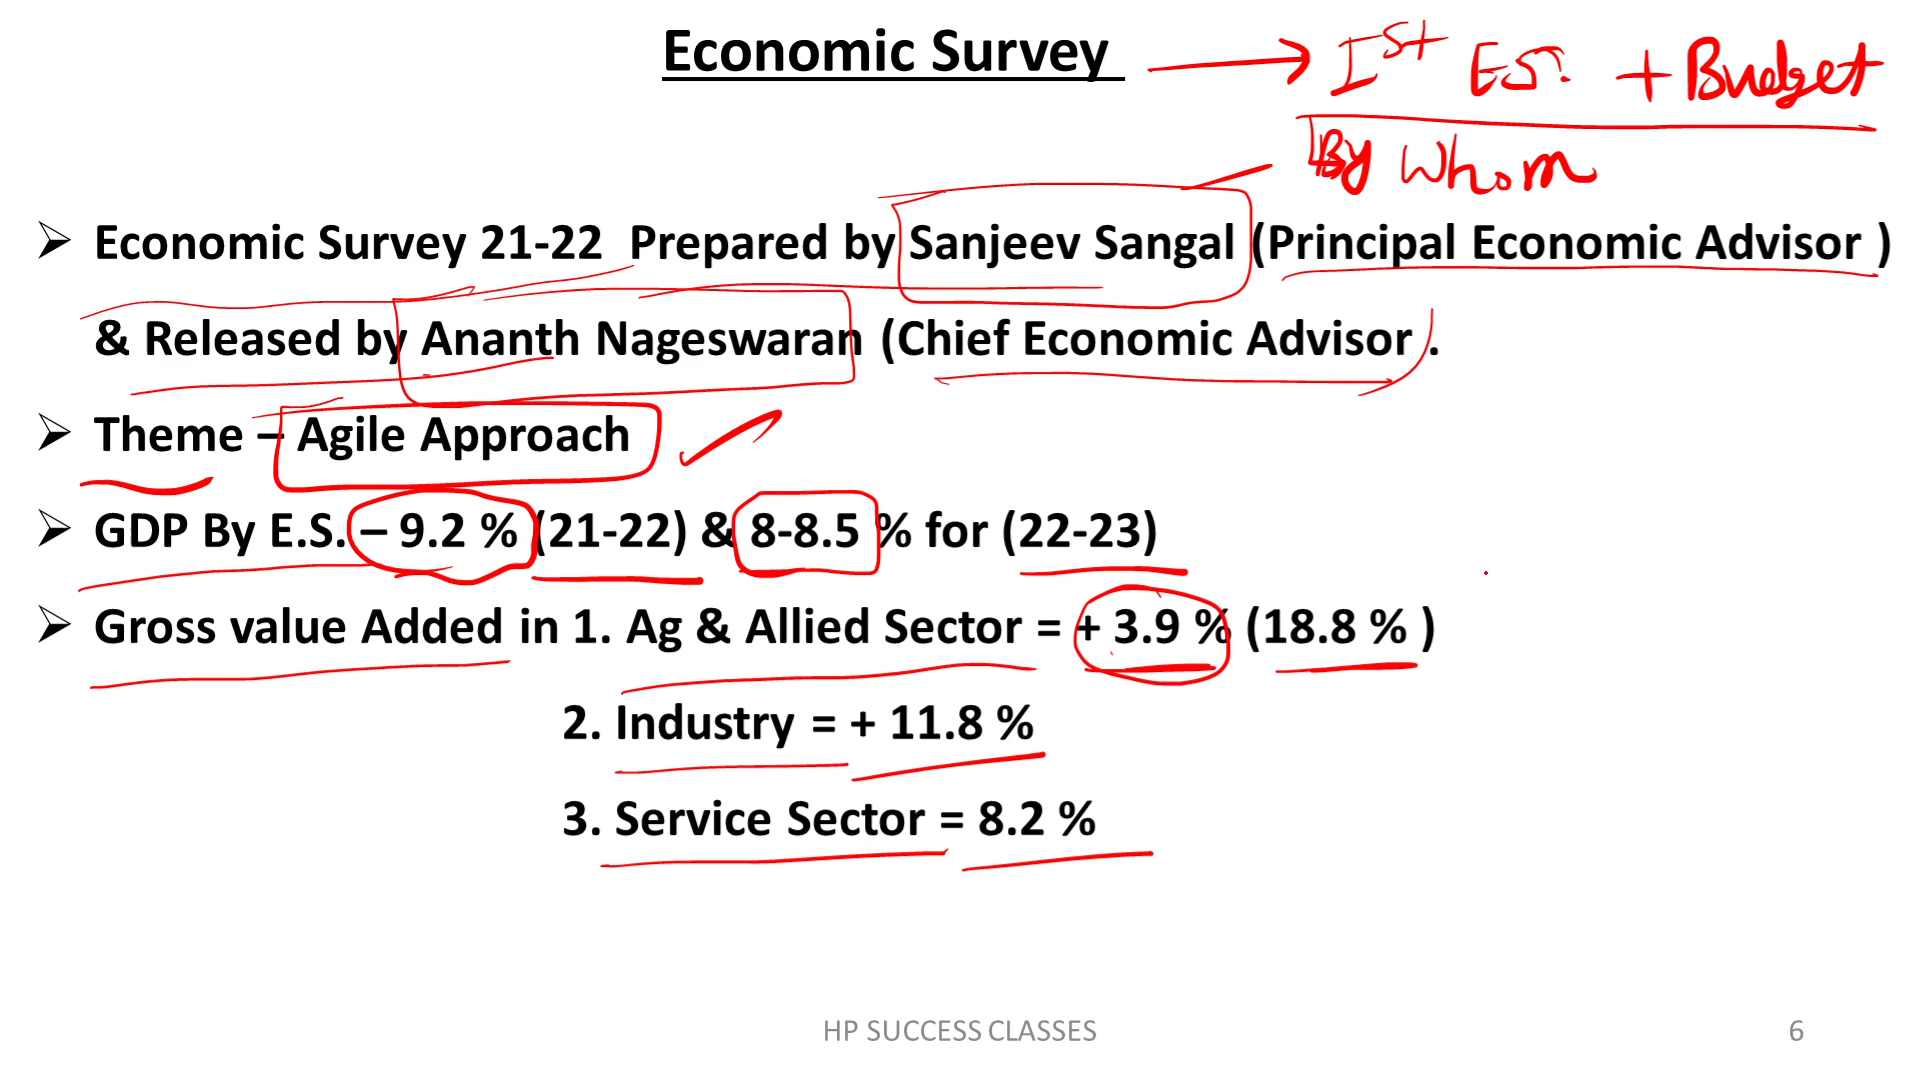 Economic Survey
Ist E.S. + Budget
By Whom
➢ Economic Survey 21-22 Prepared by Sanjeev Sangal (Principal Economic Advisor )
& Released by Ananth Nageswaran (Chief Economic Advisor .
➢ Theme – Agile Approach
➢ GDP By E.S. – 9.2 % (21-22) & 8-8.5 % for (22-23)
➢ Gross value Added in 1. Ag & Allied Sector = + 3.9 % (18.8 % )
2. Industry = + 11.8 %
3. Service Sector = 8.2 %
HP SUCCESS CLASSES
6